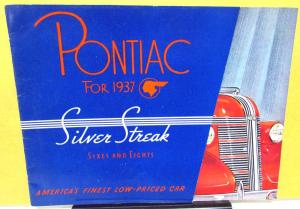 PONTIAC
FOR 1937
Silver Streak
SIXES AND EIGHTS
AMERICA'S FINEST LOW-PRICED CAR